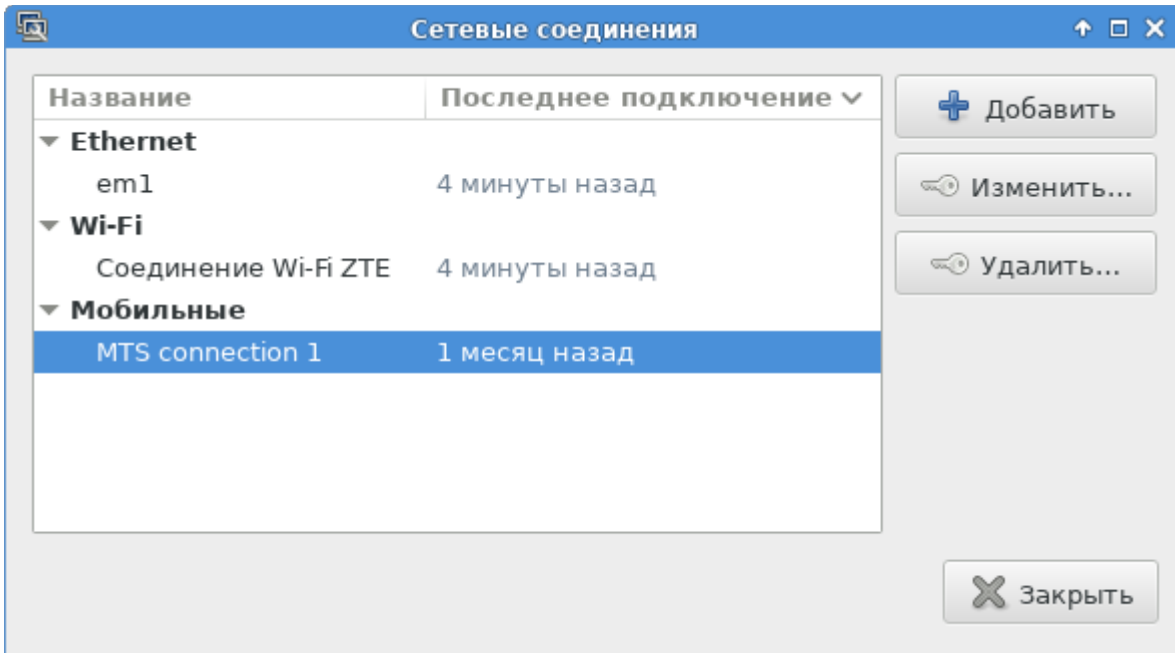 Сетевые соединения
Название Последнее подключение
Добавить
Ethernet
em1 4 минуты назад
Изменить...
Wi-Fi
Соединение Wi-Fi ZTE 4 минуты назад
Удалить...
Мобильные
MTS connection 1 1 месяц назад
Закрыть